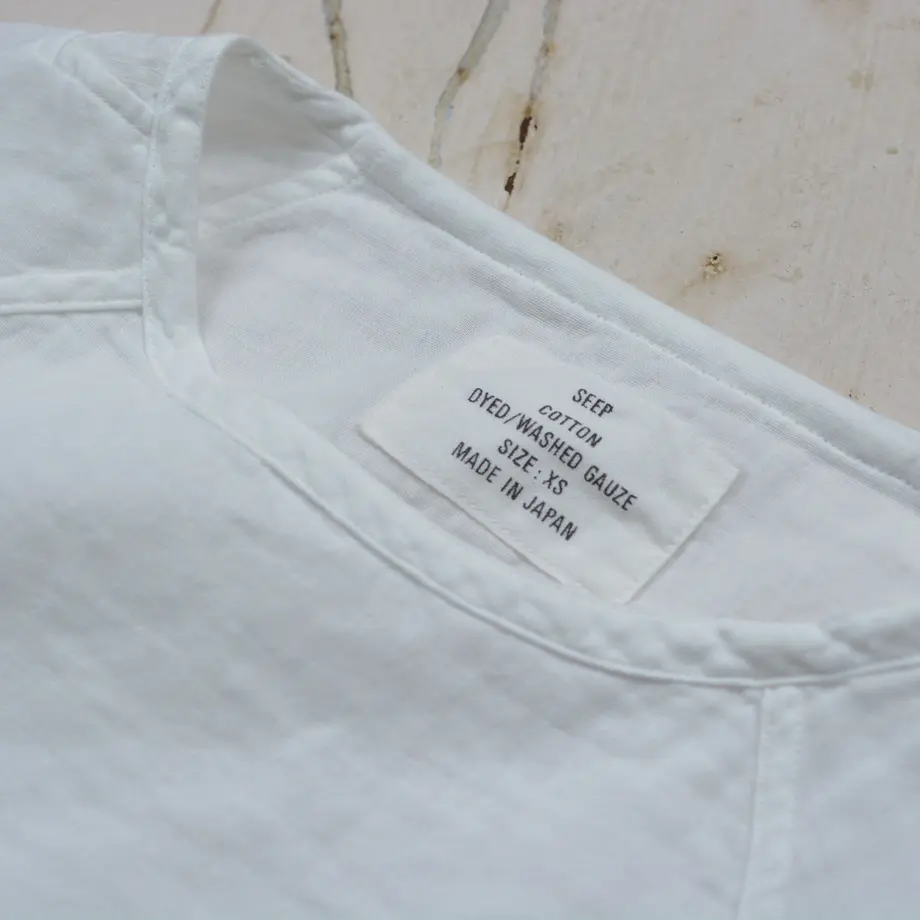 SEEP
COTTON
DYED/WASHED GAUZE
SIZE: XS
MADE IN JAPAN